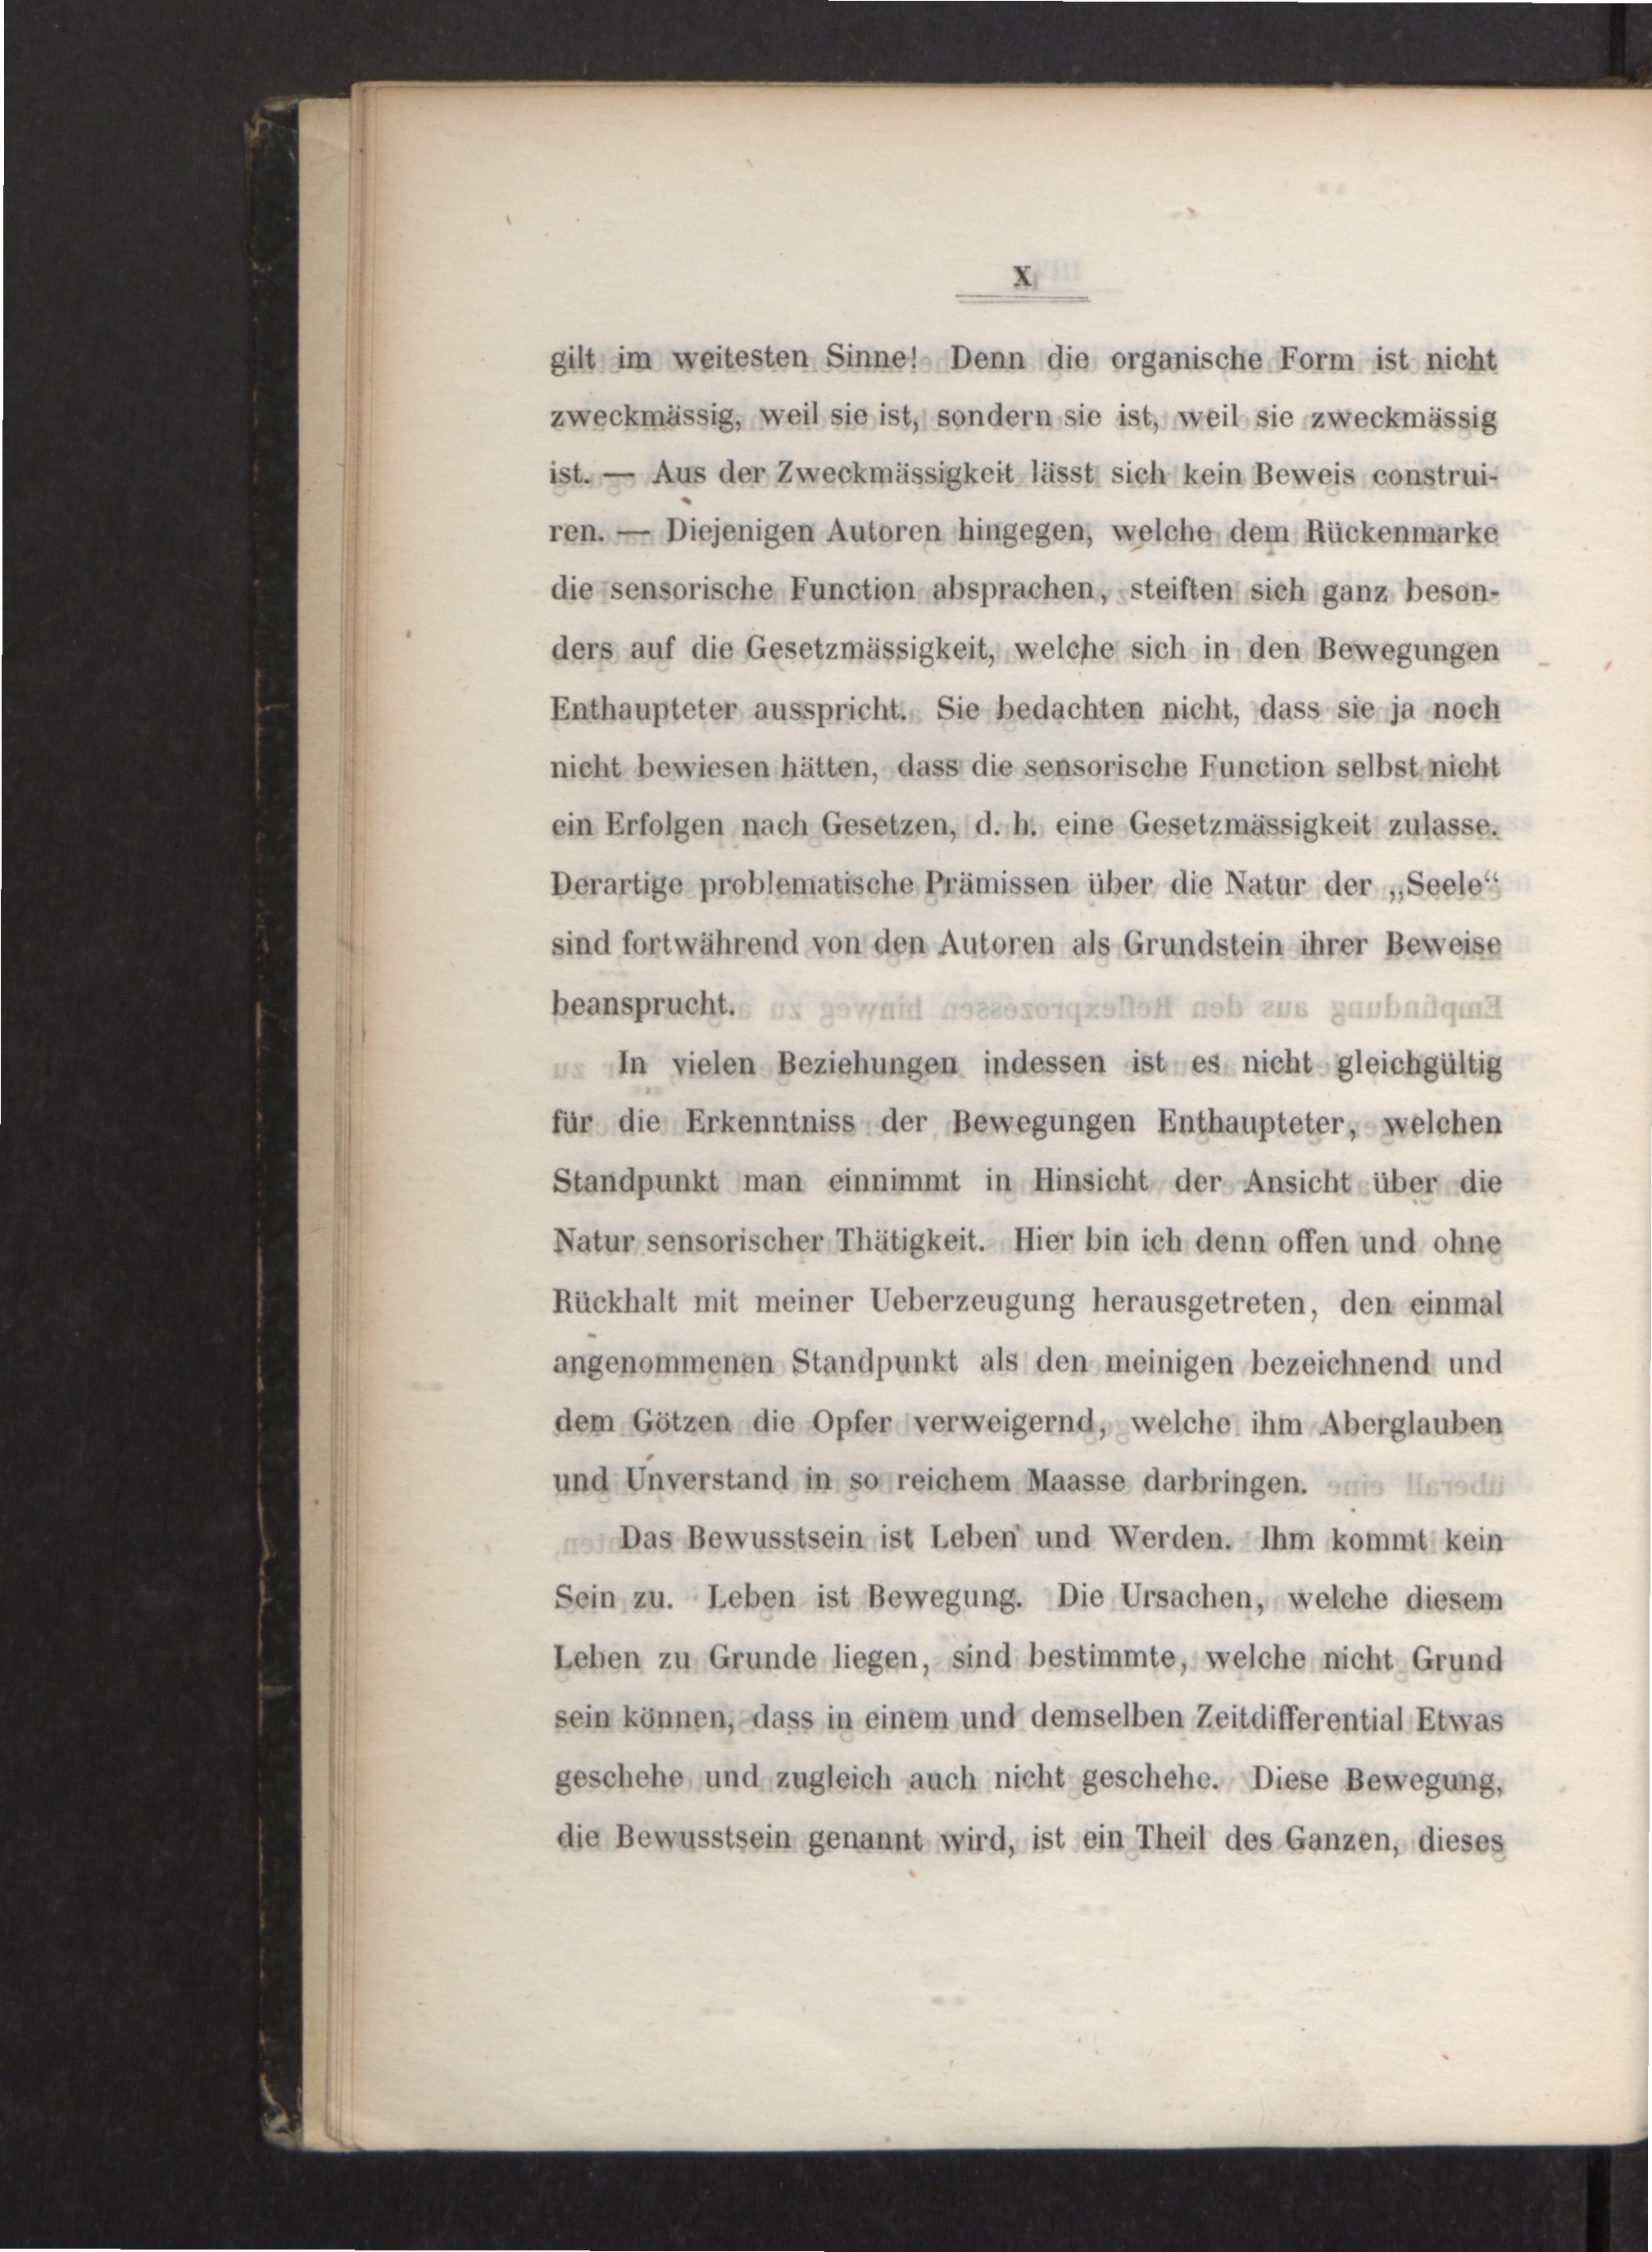 X
gilt im weitesten Sinne! Denn die organische Form ist nicht
zweckmässig, weil sie ist, sondern sie ist, weil sie zweckmässig
ist. — Aus der Zweckmässigkeit lässt sich kein Beweis construi-
ren. — Diejenigen Autoren hingegen, welche dem Rückenmarke
die sensorische Function absprachen, steiften sich ganz beson-
ders auf die Gesetzmässigkeit, welche sich in den Bewegungen
Enthaupteter ausspricht. Sie bedachten nicht, dass sie ja noch
nicht bewiesen hätten, dass die sensorische Function selbst nicht
ein Erfolgen nach Gesetzen, d. h. eine Gesetzmässigkeit zulasse.
Derartige problematische Prämissen über die Natur der „Seele“
sind fortwährend von den Autoren als Grundstein ihrer Beweise
beansprucht.
In vielen Beziehungen indessen ist es nicht gleichgültig
für die Erkenntniss der Bewegungen Enthaupteter, welchen
Standpunkt man einnimmt in Hinsicht der Ansicht über die
Natur sensorischer Thätigkeit. Hier bin ich denn offen und ohne
Rückhalt mit meiner Ueberzeugung herausgetreten, den einmal
angenommenen Standpunkt als den meinigen bezeichnend und
dem Götzen die Opfer verweigernd, welche ihm Aberglauben
und Unverstand in so reichem Maasse darbringen.
Das Bewusstsein ist Leben und Werden. Ihm kommt kein
Sein zu. Leben ist Bewegung. Die Ursachen, welche diesem
Leben zu Grunde liegen, sind bestimmte, welche nicht Grund
sein können, dass in einem und demselben Zeitdifferential Etwas
geschehe und zugleich auch nicht geschehe. Diese Bewegung,
die Bewusstsein genannt wird, ist ein Theil des Ganzen, dieses